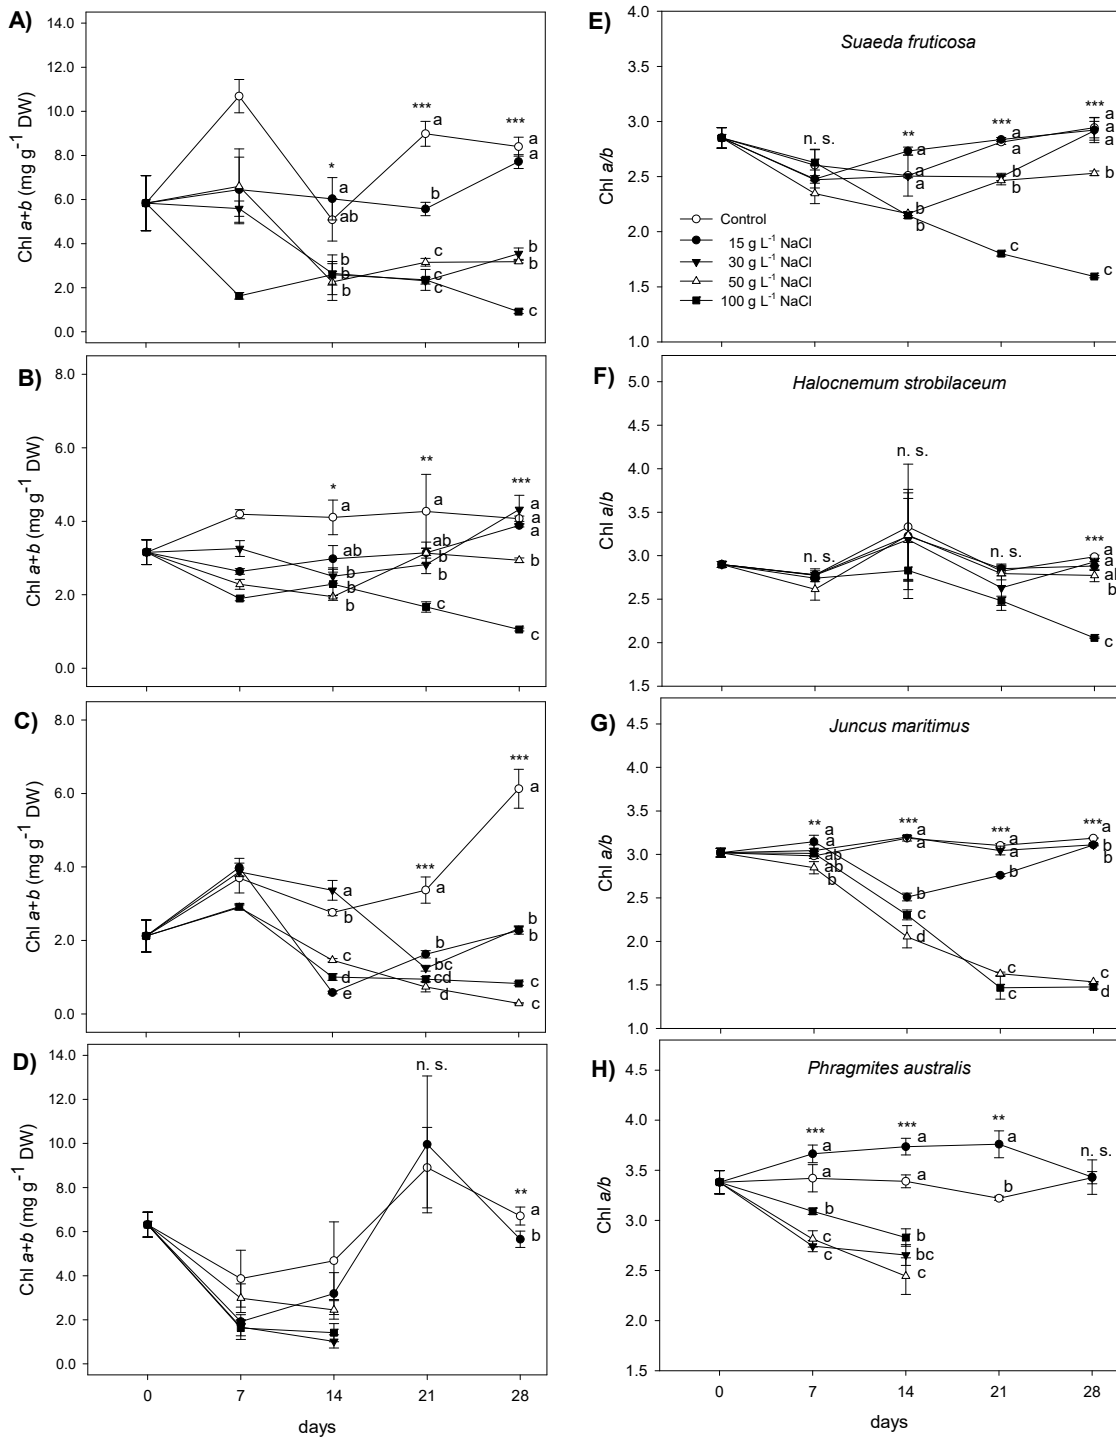 A)
14.0
12.0
10.0
8.0
6.0
4.0
2.0
0.0
Chl a+b (mg g⁻¹ DW)
*
***
***
a
ab
b
b
b
a
b
c
c
c
a
a
b
b
c
E)
Suaeda fruticosa
4.0
3.5
3.0
2.5
2.0
1.5
1.0
Chl a/b
n. s.
**
***
***
a
a
b
b
a
a
b
b
c
a
a
a
b
c
Control
15 g L⁻¹ NaCl
30 g L⁻¹ NaCl
50 g L⁻¹ NaCl
100 g L⁻¹ NaCl
B)
8.0
6.0
4.0
2.0
0.0
Chl a+b (mg g⁻¹ DW)
*
**
***
a
ab
b
b
b
a
ab
b
b
c
a
a
a
b
c
F)
Halocnemum strobilaceum
5.0
4.5
4.0
3.5
3.0
2.5
2.0
1.5
Chl a/b
n. s.
n. s.
n. s.
***
a
a
ab
b
c
C)
8.0
6.0
4.0
2.0
0.0
Chl a+b (mg g⁻¹ DW)
***
***
a
b
c
d
e
a
b
bc
cd
d
a
b
b
c
c
G)
Juncus maritimus
4.5
4.0
3.5
3.0
2.5
2.0
1.5
1.0
Chl a/b
**
***
***
***
a
a
ab
ab
b
a
a
b
c
d
a
a
b
c
c
a
b
b
c
d
D)
14.0
12.0
10.0
8.0
6.0
4.0
2.0
0.0
Chl a+b (mg g⁻¹ DW)
n. s.
**
a
b
0
7
14
21
28
days
H)
Phragmites australis
4.5
4.0
3.5
3.0
2.5
2.0
1.5
Chl a/b
***
***
**
n. s.
a
a
b
c
c
a
a
b
bc
c
a
b
0
7
14
21
28
days